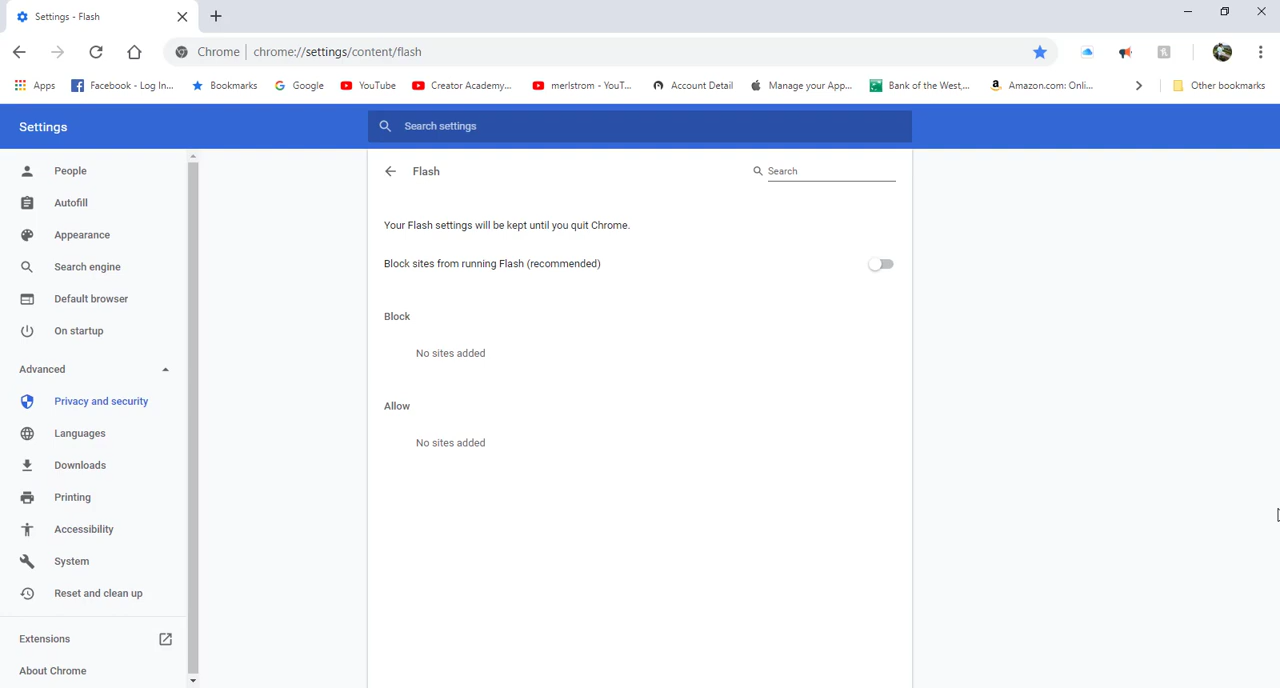 Settings - Flash
Chrome chrome://settings/content/flash
Apps Facebook - Log In... Bookmarks Google YouTube Creator Academy... merlstrom - YouT... Account Detail Manage your App... Bank of the West,... Amazon.com: Onli... Other bookmarks
Settings
Search settings
People
Autofill
Appearance
Search engine
Default browser
On startup
Advanced
Privacy and security
Languages
Downloads
Printing
Accessibility
System
Reset and clean up
Extensions
About Chrome
Flash
Search
Your Flash settings will be kept until you quit Chrome.
Block sites from running Flash (recommended)
Block
No sites added
Allow
No sites added